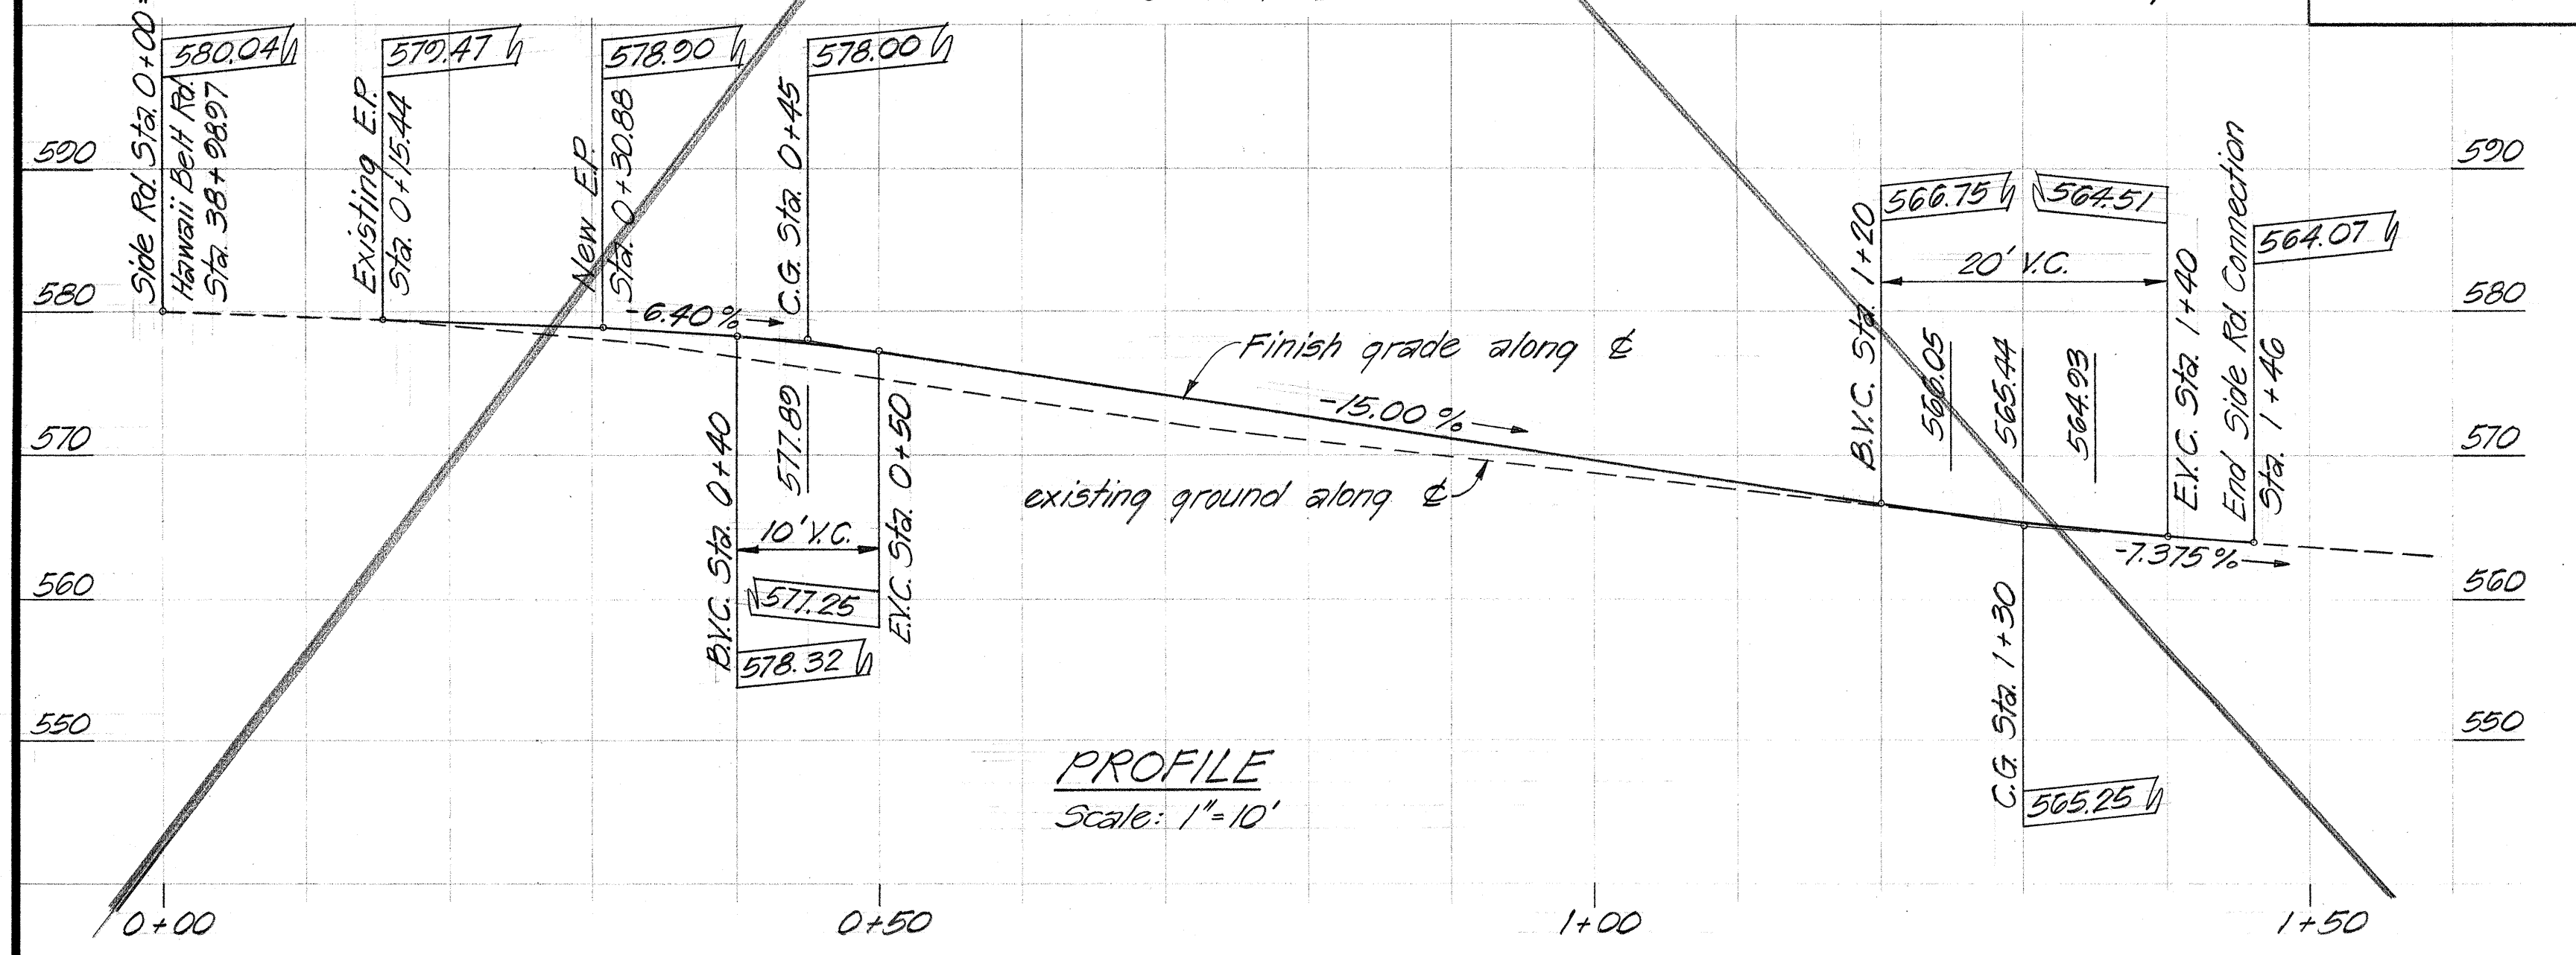 Side Rd. Sta. 0+00=
Hawaii Belt Rd.
Sta. 38+98.97
580.04
Existing E.P.
Sta. 0+15.44
579.47
New E.P.
Sta. 0+30.88
578.90
C.G. Sta. 0+45
578.00
590
580
570
560
550
-6.40%
B.V.C. Sta. 0+40
577.89
10' V.C.
577.25
578.32
E.V.C. Sta. 0+50
Finish grade along ℄
-15.00%
existing ground along ℄
B.V.C. Sta. 1+20
566.75
564.51
20' V.C.
566.05
565.44
564.93
E.V.C. Sta. 1+40
End Side Rd. Connection
Sta. 1+46
564.07
-7.375%
C.G. Sta. 1+30
565.25
590
580
570
560
550
PROFILE
Scale: 1"=10'
0+00
0+50
1+00
1+50